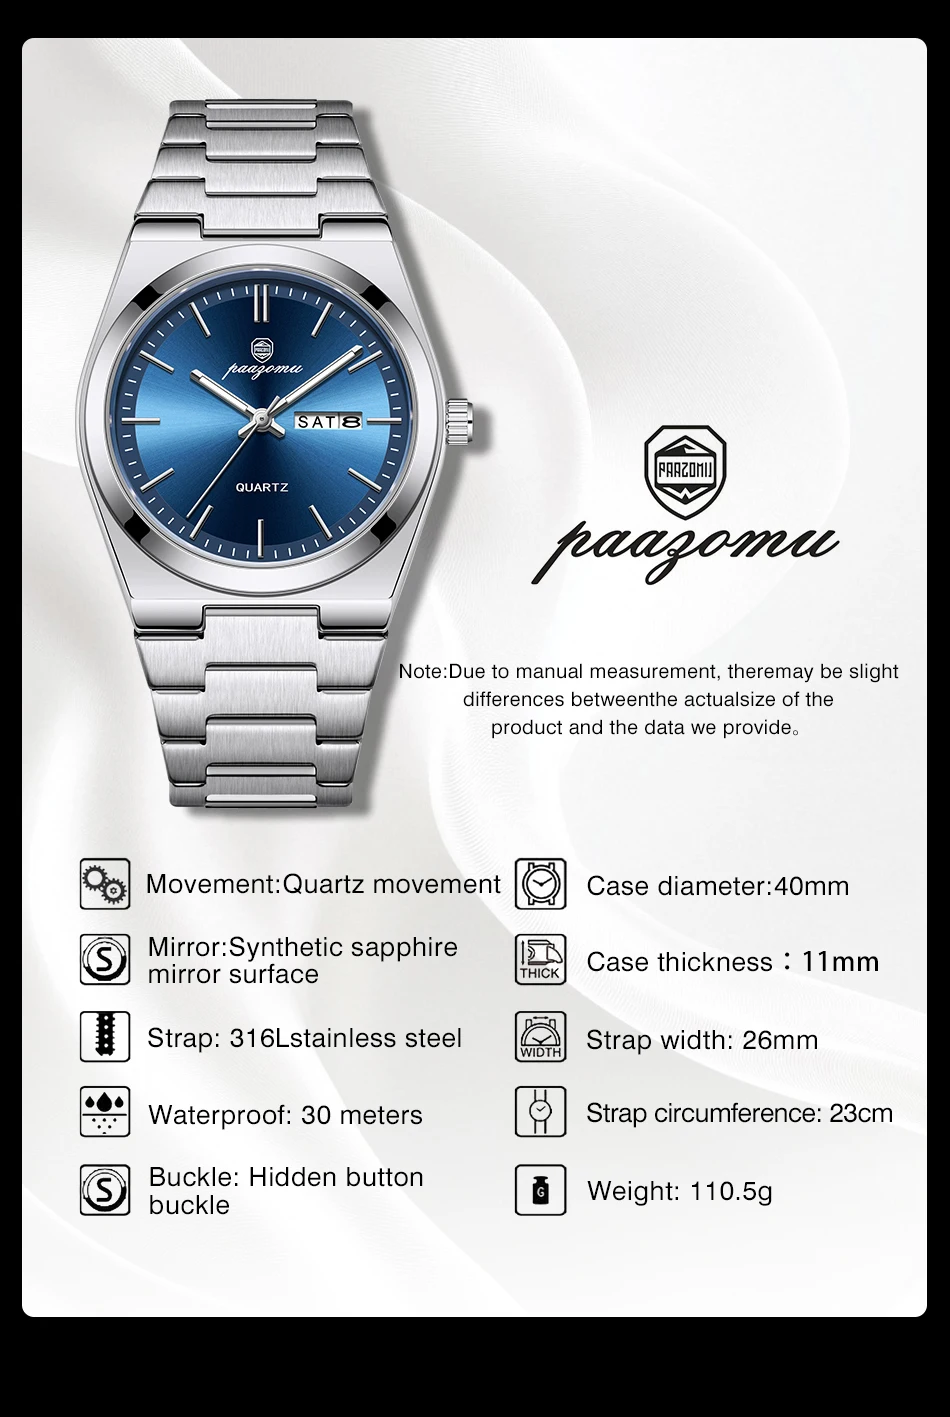 PAAZOMU
paazomu
SAT 8
QUARTZ
PAAZOMU
paazomu
Note:Due to manual measurement, theremay be slight
differences betweenthe actualsize of the
product and the data we provide。
Movement:Quartz movement
Case diameter:40mm
S
Mirror:Synthetic sapphire
mirror surface
THICK
Case thickness：11mm
Strap: 316Lstainless steel
WIDTH
Strap width: 26mm
Waterproof: 30 meters
Strap circumference: 23cm
S
Buckle: Hidden button
buckle
G
Weight: 110.5g